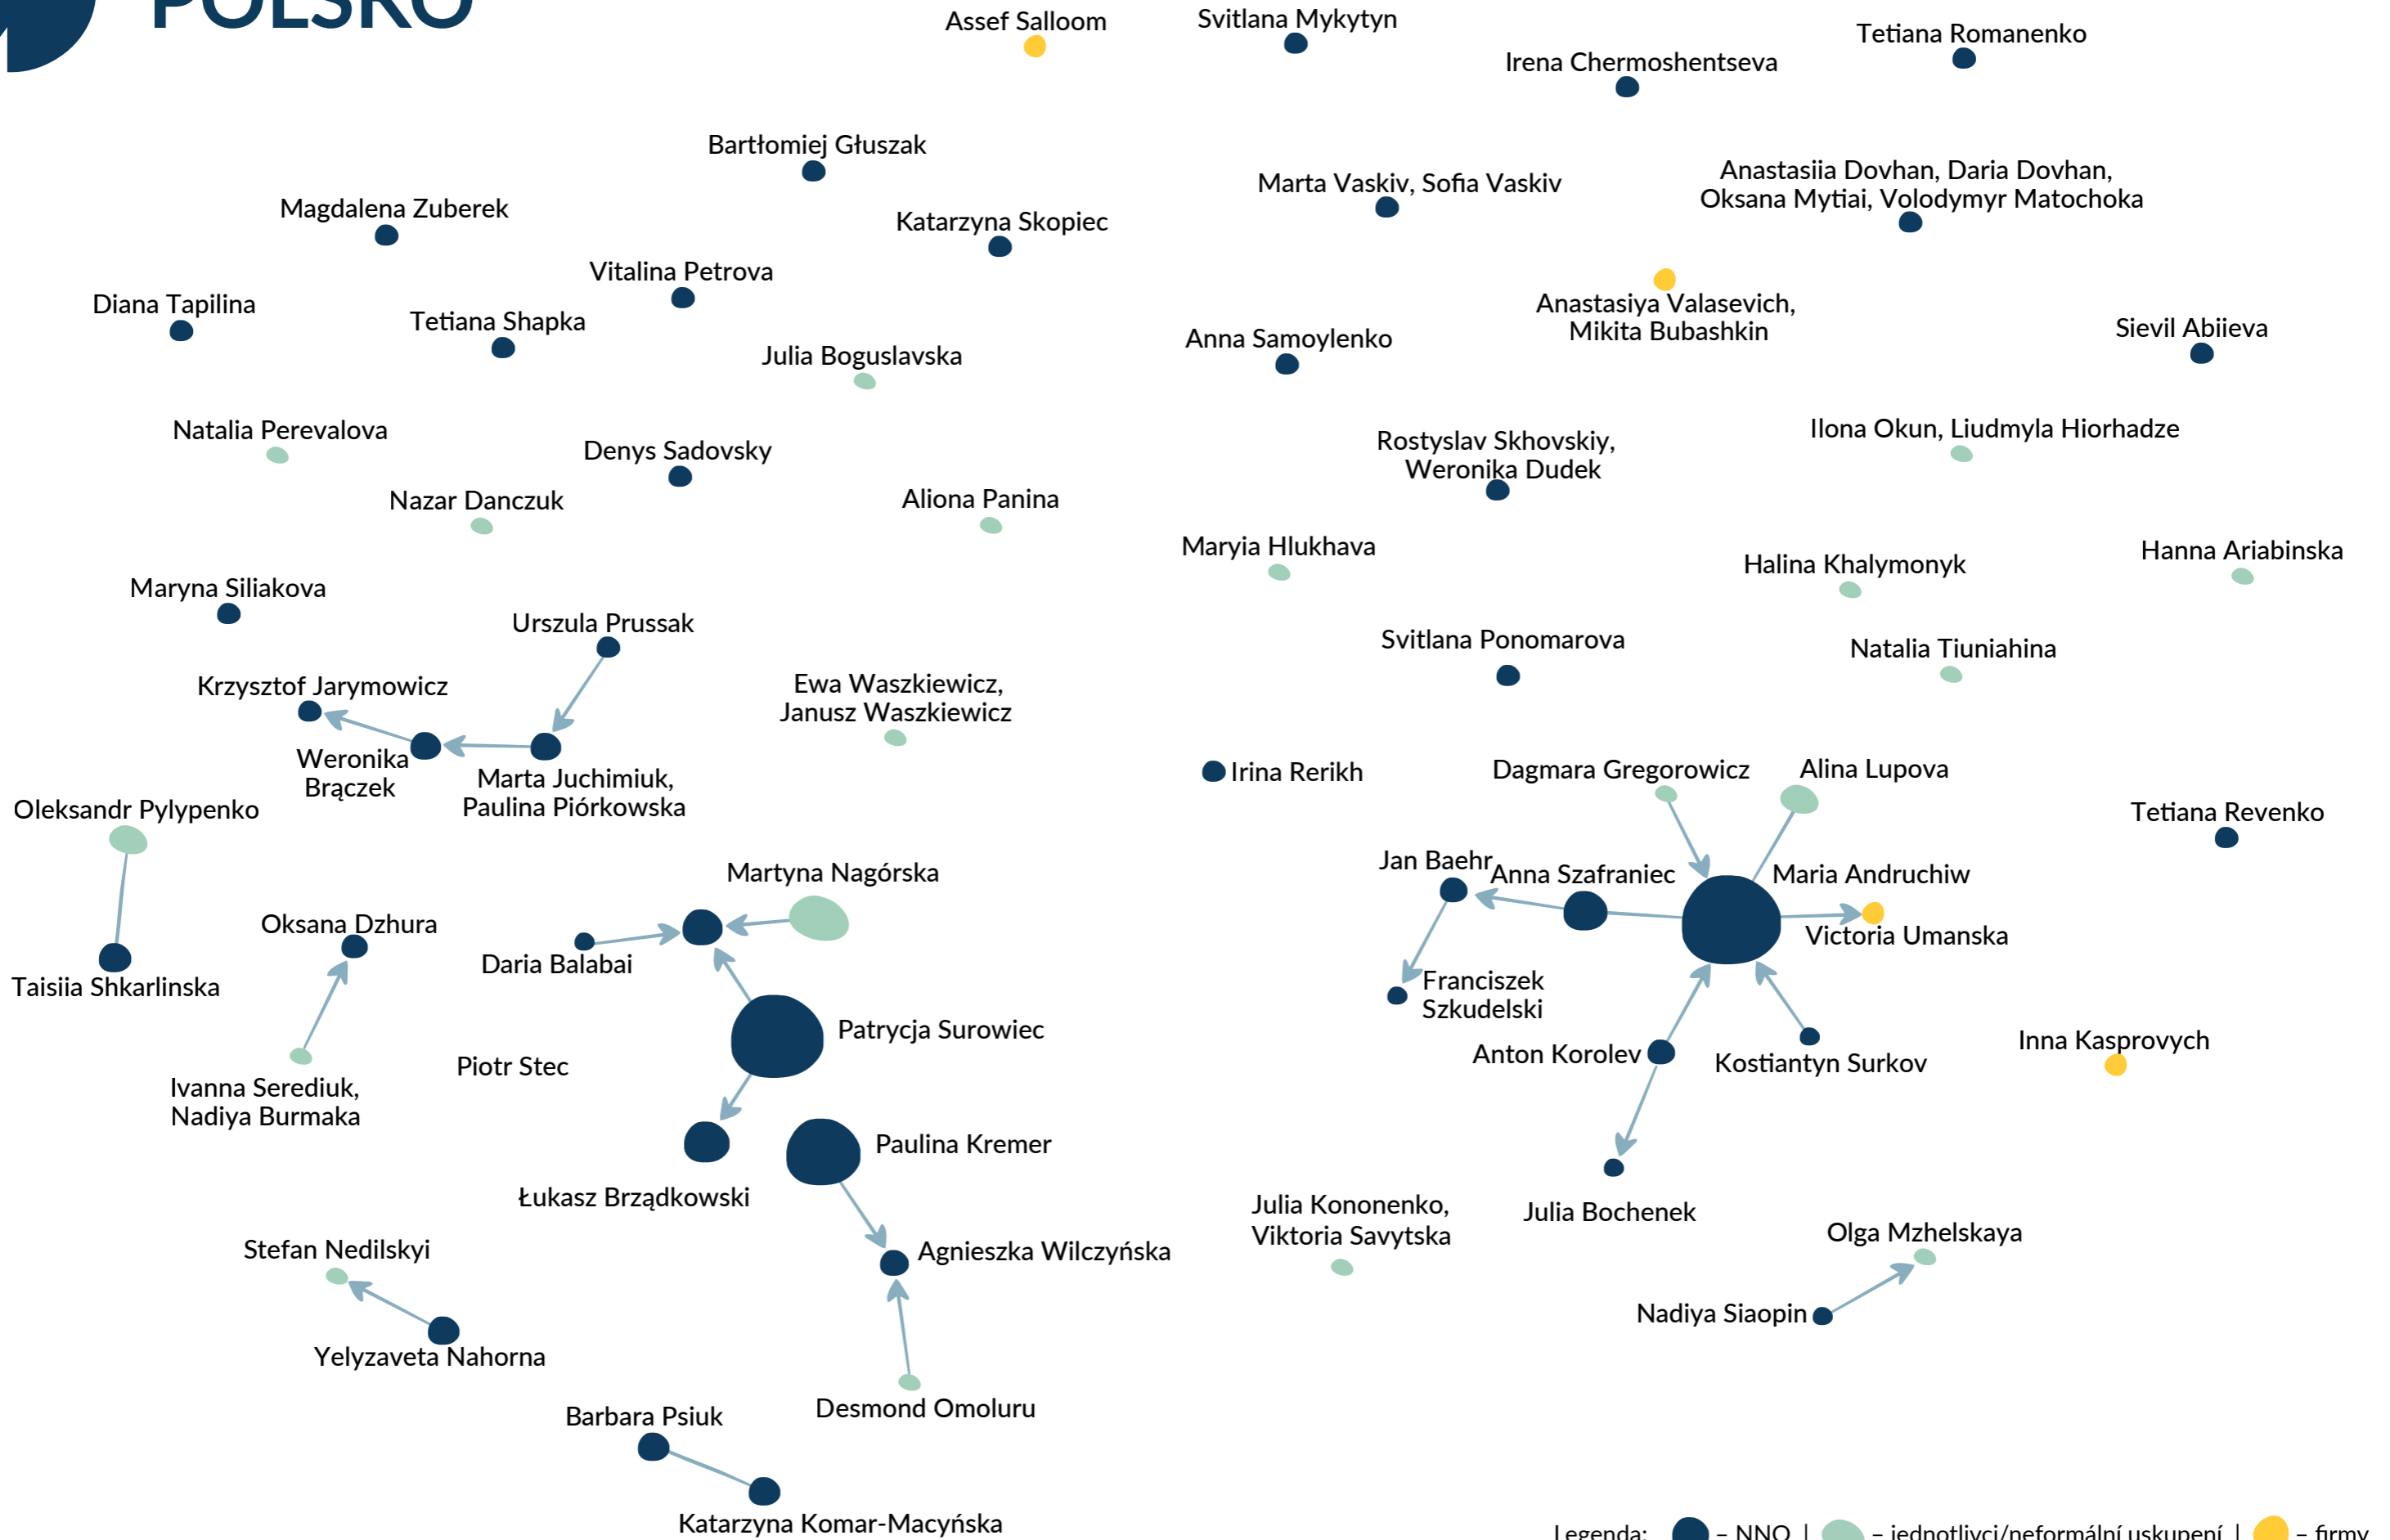 POLSKO
Assef Salloom
Svitlana Mykytyn
Tetiana Romanenko
Irena Chermoshentseva
Bartłomiej Głuszak
Marta Vaskiv, Sofia Vaskiv
Anastasiia Dovhan, Daria Dovhan,
Oksana Mytiai, Volodymyr Matochoka
Magdalena Zuberek
Katarzyna Skopiec
Vitalina Petrova
Diana Tapilina
Tetiana Shapka
Julia Boguslavska
Anna Samoylenko
Anastasiya Valasevich,
Mikita Bubashkin
Sievil Abiieva
Natalia Perevalova
Denys Sadovsky
Rostyslav Skhovskiy,
Weronika Dudek
Ilona Okun, Liudmyla Hiorhadze
Nazar Danczuk
Aliona Panina
Maryia Hlukhava
Halina Khalymonyk
Hanna Ariabinska
Maryna Siliakova
Urszula Prussak
Svitlana Ponomarova
Natalia Tiuniahina
Krzysztof Jarymowicz
Ewa Waszkiewicz,
Janusz Waszkiewicz
Weronika
Brączek
Marta Juchimiuk,
Paulina Piórkowska
Irina Rerikh
Dagmara Gregorowicz
Alina Lupova
Oleksandr Pylypenko
Tetiana Revenko
Martyna Nagórska
Jan Baehr
Anna Szafraniec
Maria Andruchiw
Oksana Dzhura
Daria Balabai
Victoria Umanska
Taisiia Shkarlinska
Franciszek
Szkudelski
Patrycja Surowiec
Piotr Stec
Anton Korolev
Kostiantyn Surkov
Inna Kasprovych
Ivanna Serediuk,
Nadiya Burmaka
Paulina Kremer
Łukasz Brządkowski
Julia Kononenko,
Viktoria Savytska
Julia Bochenek
Stefan Nedilskyi
Agnieszka Wilczyńska
Olga Mzhelskaya
Nadiya Siaopin
Yelyzaveta Nahorna
Desmond Omoluru
Barbara Psiuk
Katarzyna Komar-Macyńska
Legenda: – NNO | – jednotlivci/neformální uskupení | – firmy